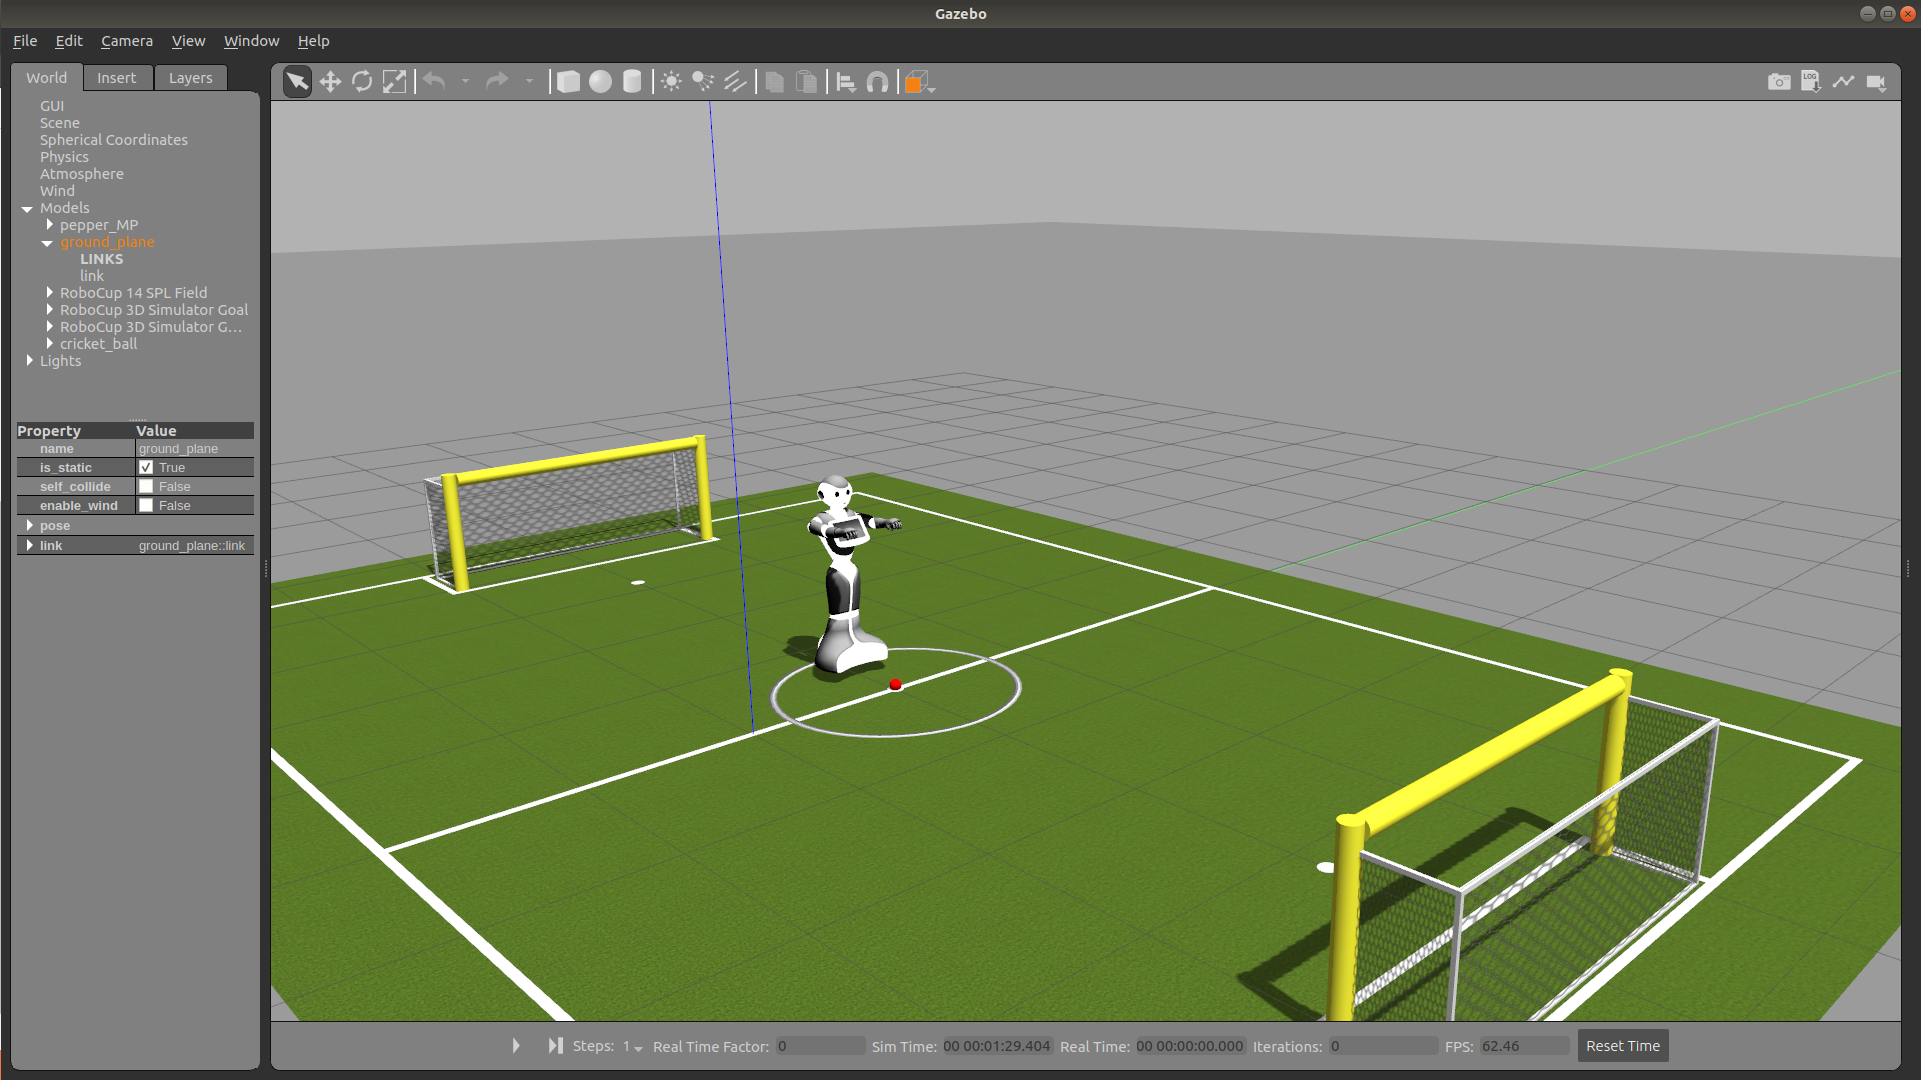 Gazebo
File Edit Camera View Window Help
World Insert Layers
LOG
GUI
Scene
Spherical Coordinates
Physics
Atmosphere
Wind
Models
pepper_MP
ground_plane
LINKS
link
RoboCup 14 SPL Field
RoboCup 3D Simulator Goal
RoboCup 3D Simulator G...
cricket_ball
Lights
Property Value
name ground_plane
is_static True
self_collide False
enable_wind False
pose
link ground_plane::link
Steps: 1 Real Time Factor: 0 Sim Time: 00 00:01:29.404 Real Time: 00 00:00:00.000 Iterations: 0 FPS: 62.46 Reset Time